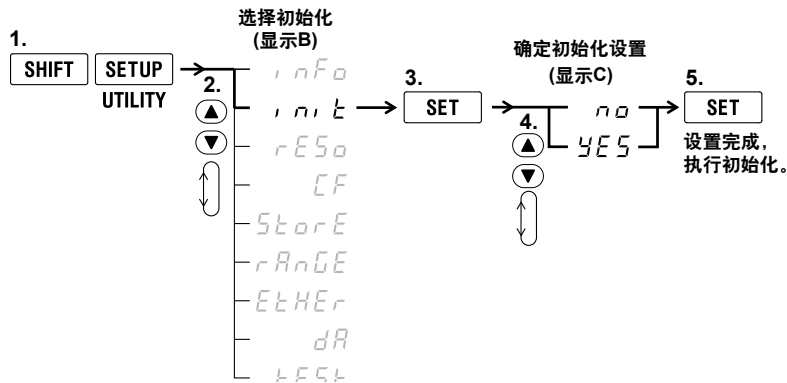 选择初始化
(显示B)
1.
SHIFT
SETUP
UTILITY
2.
inFo
init
rESo
CF
StorE
rAnGE
EtHEr
dA
tESt
3.
SET
确定初始化设置
(显示C)
4.
no
YES
5.
SET
设置完成，
执行初始化。